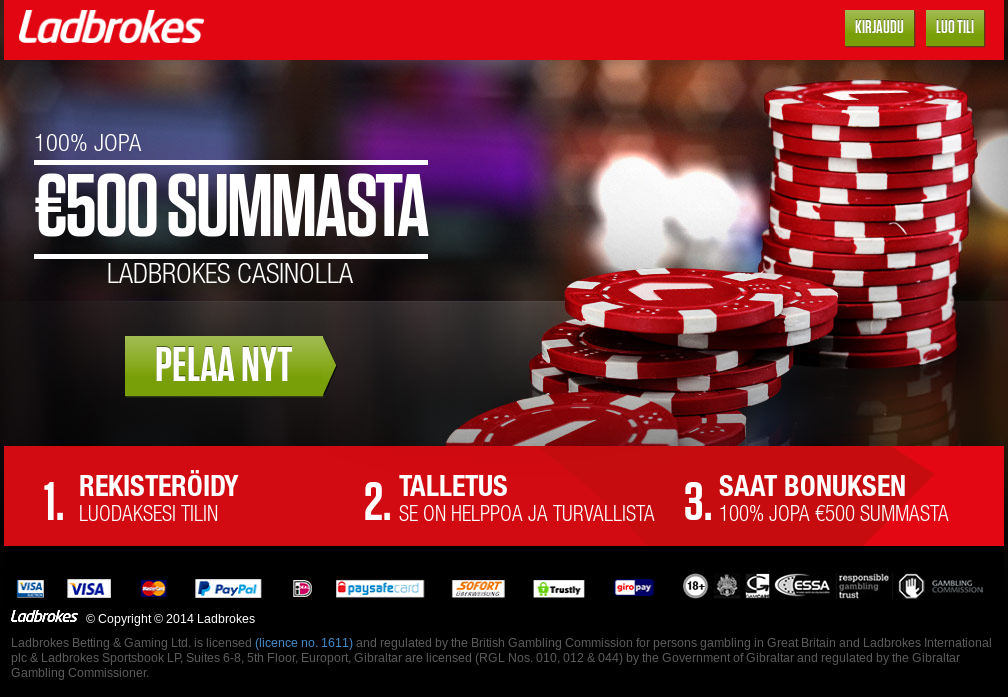 Ladbrokes
KIRJAUDU
LUO TILI
100% JOPA
€500 SUMMASTA
LADBROKES CASINOLLA
PELAA NYT
1. REKISTERÖIDY
LUODAKSESI TILIN
2. TALLETUS
SE ON HELPPOA JA TURVALLISTA
3. SAAT BONUKSEN
100% JOPA €500 SUMMASTA
VISA VISA MasterCard PayPal paysafecard SOFORT ÜBERWEISUNG Trustly giropay 18+ ESSA responsible gambling trust GAMBLING COMMISSION
Ladbrokes © Copyright © 2014 Ladbrokes
Ladbrokes Betting & Gaming Ltd. is licensed (licence no. 1611) and regulated by the British Gambling Commission for persons gambling in Great Britain and Ladbrokes International
plc & Ladbrokes Sportsbook LP, Suites 6-8, 5th Floor, Europort, Gibraltar are licensed (RGL Nos. 010, 012 & 044) by the Government of Gibraltar and regulated by the Gibraltar
Gambling Commissioner.